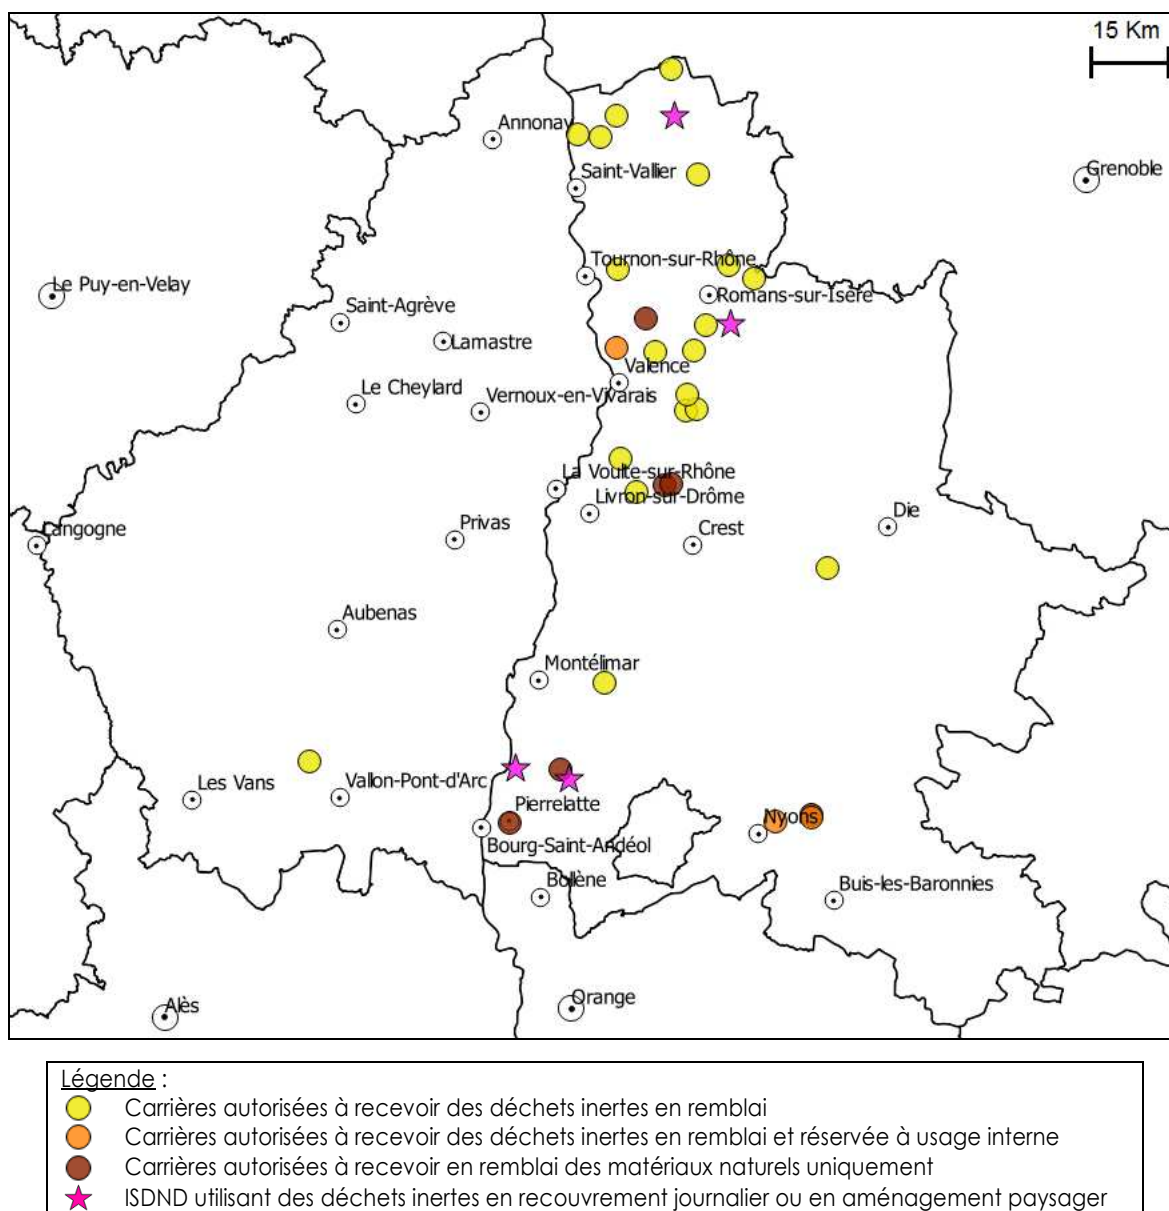 15 Km
Annonay
Saint-Vallier
Grenoble
Tournon-sur-Rhône
Le Puy-en-Velay
Romans-sur-Isère
Saint-Agrève
Lamastre
Valence
Le Cheylard
Vernoux-en-Vivarais
La Voulte-sur-Rhône
Livron-sur-Drôme
Die
Langogne
Privas
Crest
Aubenas
Montélimar
Les Vans
Vallon-Pont-d'Arc
Pierrelatte
Nyons
Bourg-Saint-Andéol
Bollène
Buis-les-Baronnies
Orange
Alès
Légende :
Carrières autorisées à recevoir des déchets inertes en remblai
Carrières autorisées à recevoir des déchets inertes en remblai et réservée à usage interne
Carrières autorisées à recevoir en remblai des matériaux naturels uniquement
ISDND utilisant des déchets inertes en recouvrement journalier ou en aménagement paysager